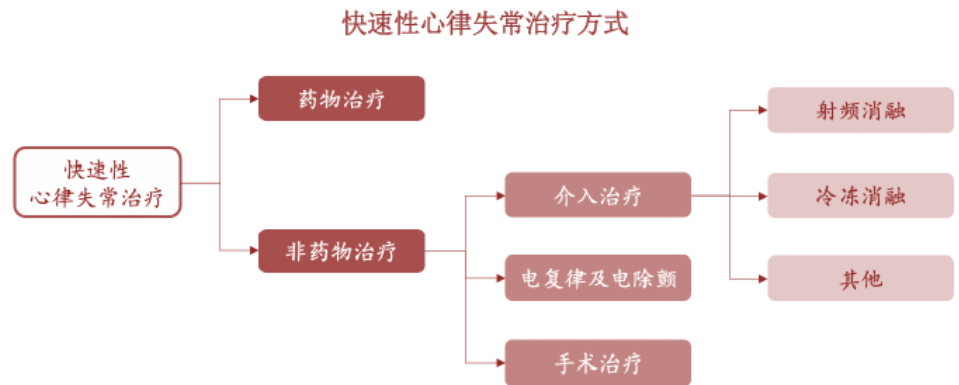 快速性心律失常治疗方式
快速性
心律失常治疗
药物治疗
非药物治疗
介入治疗
电复律及电除颤
手术治疗
射频消融
冷冻消融
其他